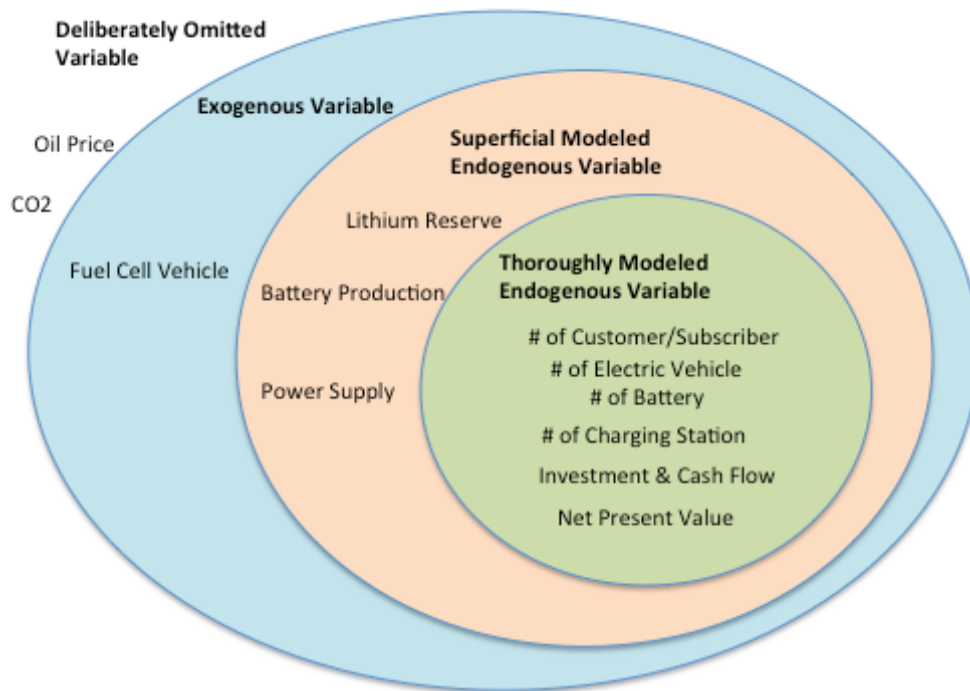 Deliberately Omitted
Variable
Exogenous Variable
Oil Price
Superficial Modeled
Endogenous Variable
CO2
Lithium Reserve
Fuel Cell Vehicle
Thoroughly Modeled
Endogenous Variable
Battery Production
# of Customer/Subscriber
# of Electric Vehicle
Power Supply
# of Battery
# of Charging Station
Investment & Cash Flow
Net Present Value